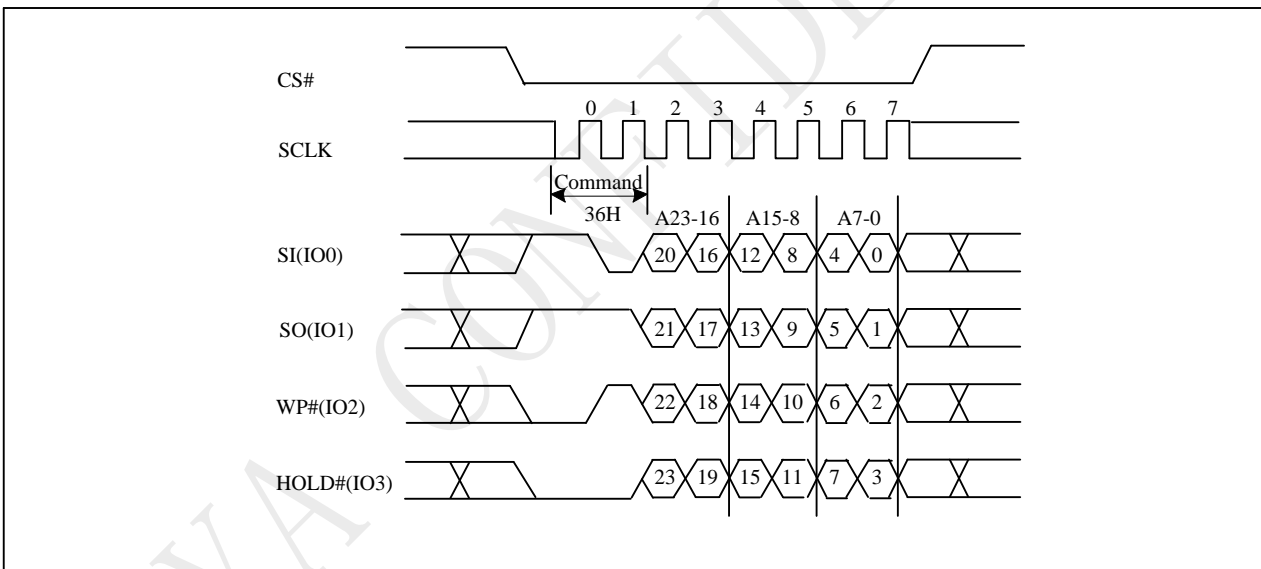 CS#
0 1 2 3 4 5 6 7
SCLK
Command
36H
A23-16 A15-8 A7-0
SI(IO0) 20 16 12 8 4 0
SO(IO1) 21 17 13 9 5 1
WP#(IO2) 22 18 14 10 6 2
HOLD#(IO3) 23 19 15 11 7 3
YA CONFIDE